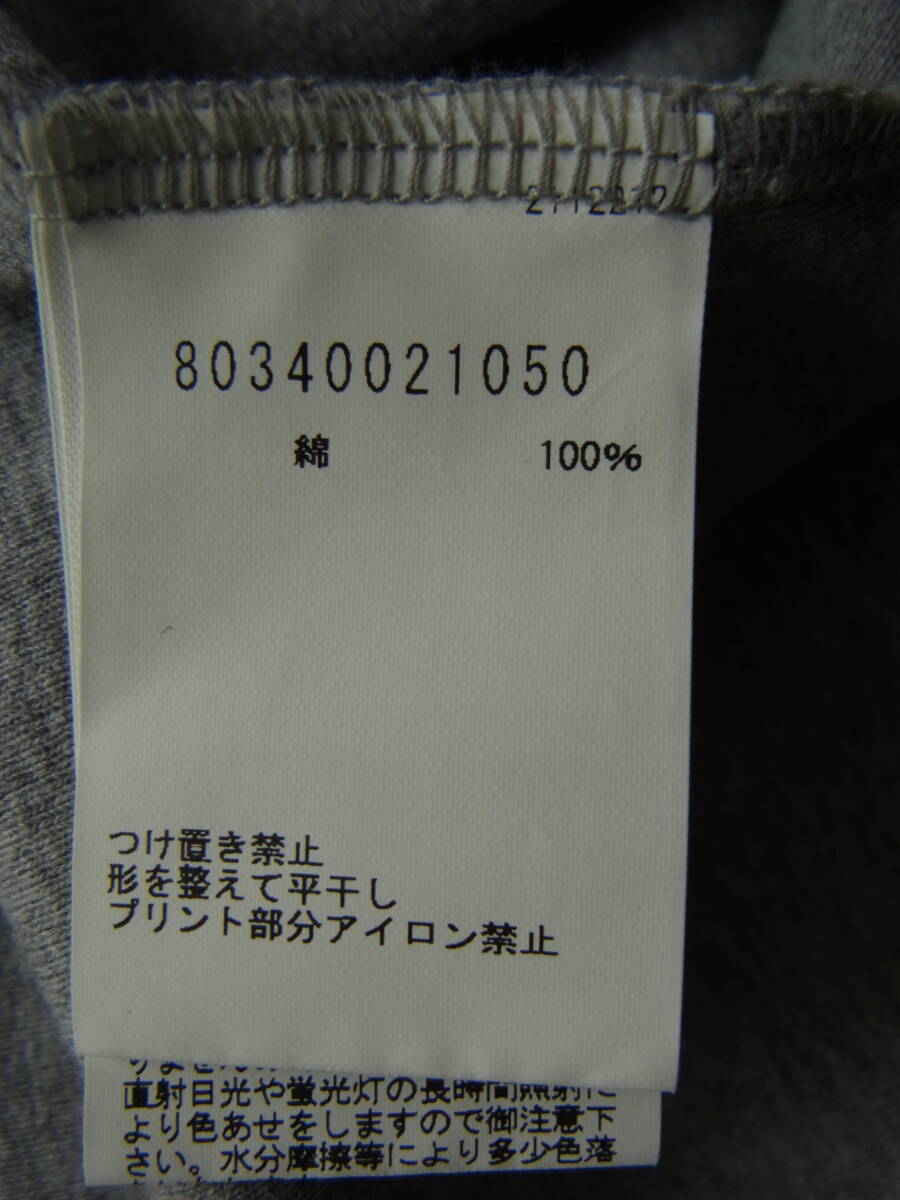 80340021050
綿 100%
つけ置き禁止
形を整えて平干し
プリント部分アイロン禁止
直射日光や蛍光灯の長時間照射に
より色あせをしますので御注意下
さい。水分摩擦等により多少色落